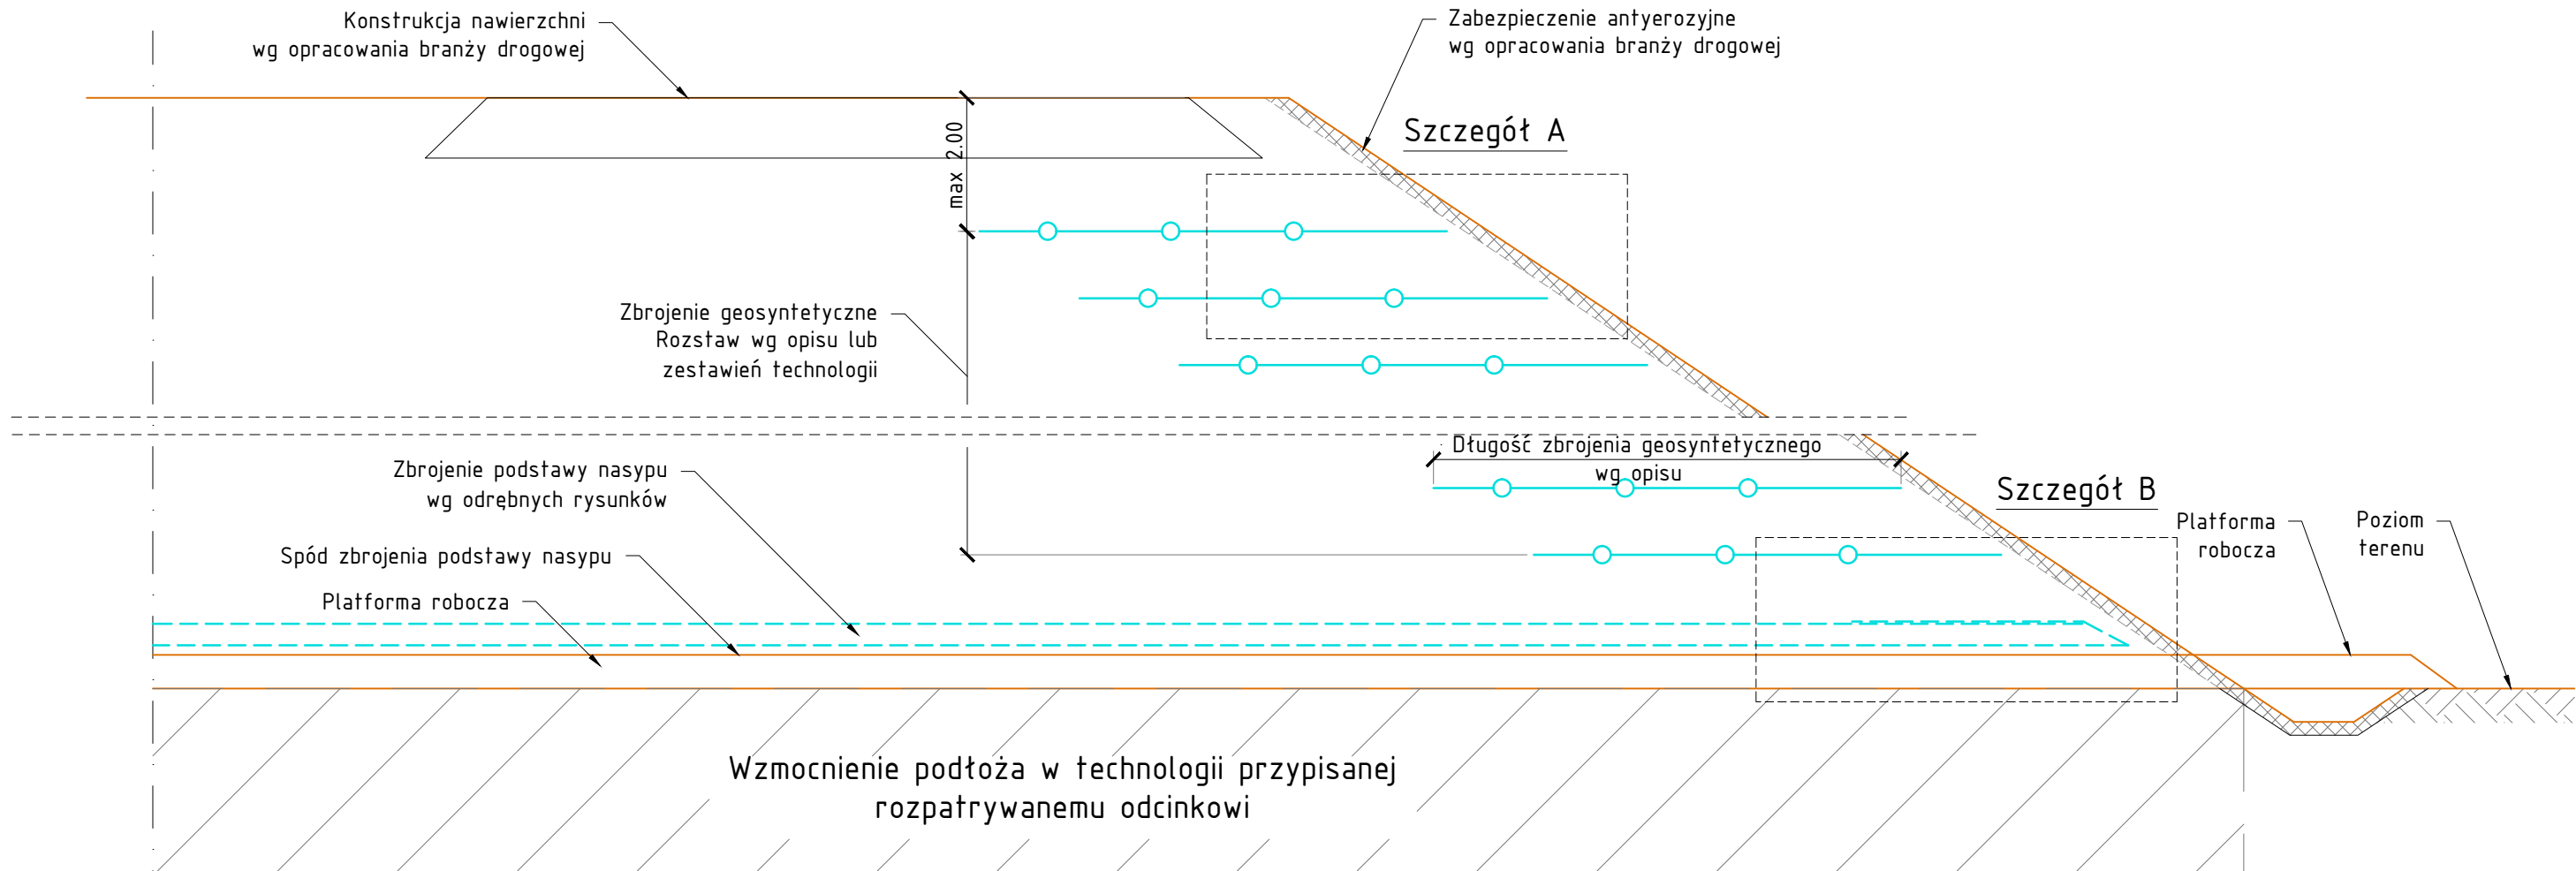 Konstrukcja nawierzchni
wg opracowania branży drogowej
Zabezpieczenie antyerozyjne
wg opracowania branży drogowej
Szczegół A
max 2.00
Zbrojenie geosyntetyczne
Rozstaw wg opisu lub
zestawień technologii
Długość zbrojenia geosyntetycznego
wg opisu
Zbrojenie podstawy nasypu
wg odrębnych rysunków
Szczegół B
Platforma
robocza
Poziom
terenu
Spód zbrojenia podstawy nasypu
Platforma robocza
Wzmocnienie podłoża w technologii przypisanej
rozpatrywanemu odcinkowi